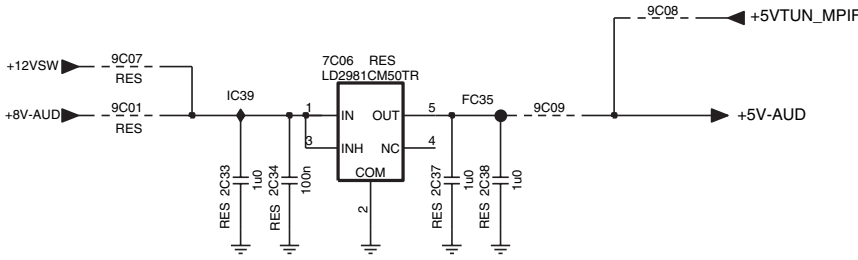 9C08
+5VTUN_MPIF
+12VSW
9C07
RES
7C06 RES
LD2981CM50TR
+8V-AUD
9C01
RES
IC39
1
IN
OUT
5
FC35
9C09
+5V-AUD
3
INH
NC
4
COM
2
RES 2C33
1u0
RES 2C34
100n
RES 2C37
1u0
RES 2C38
1u0